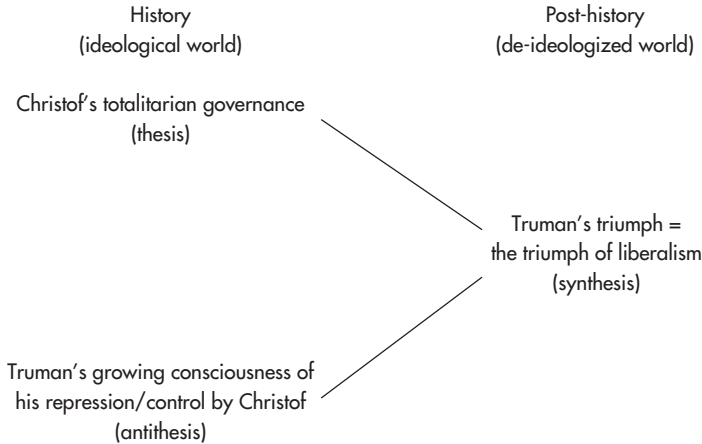 History
(ideological world)
Post-history
(de-ideologized world)
Christof’s totalitarian governance
(thesis)
Truman’s triumph =
the triumph of liberalism
(synthesis)
Truman’s growing consciousness of
his repression/control by Christof
(antithesis)